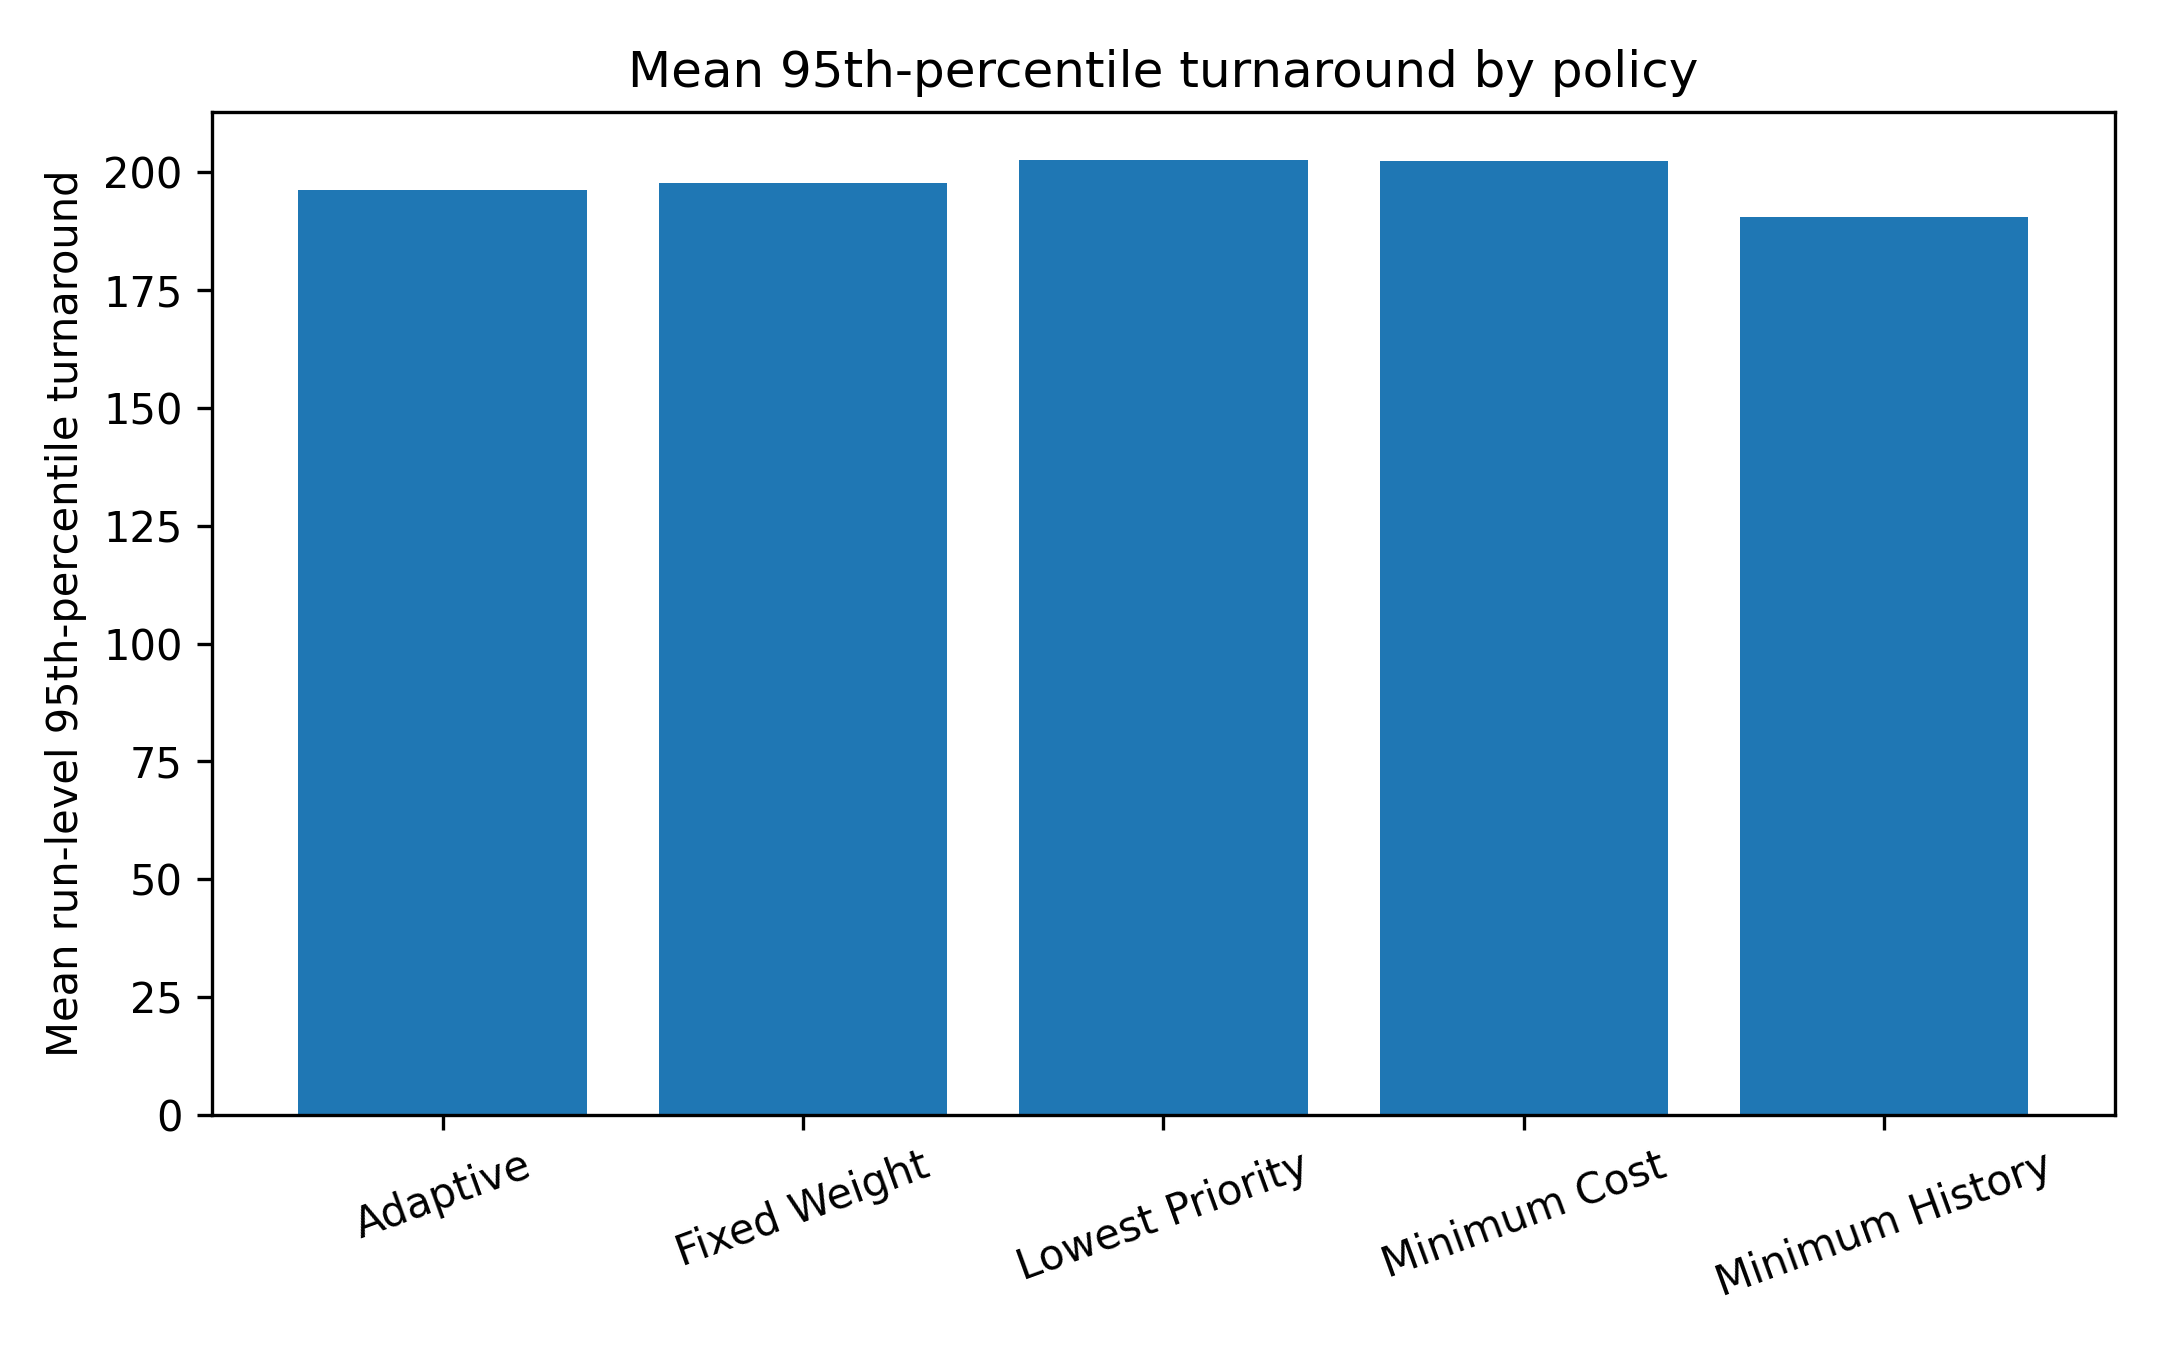 Mean 95th-percentile turnaround by policy
Mean run-level 95th-percentile turnaround
200
175
150
125
100
75
50
25
0
Adaptive
Fixed Weight
Lowest Priority
Minimum Cost
Minimum History